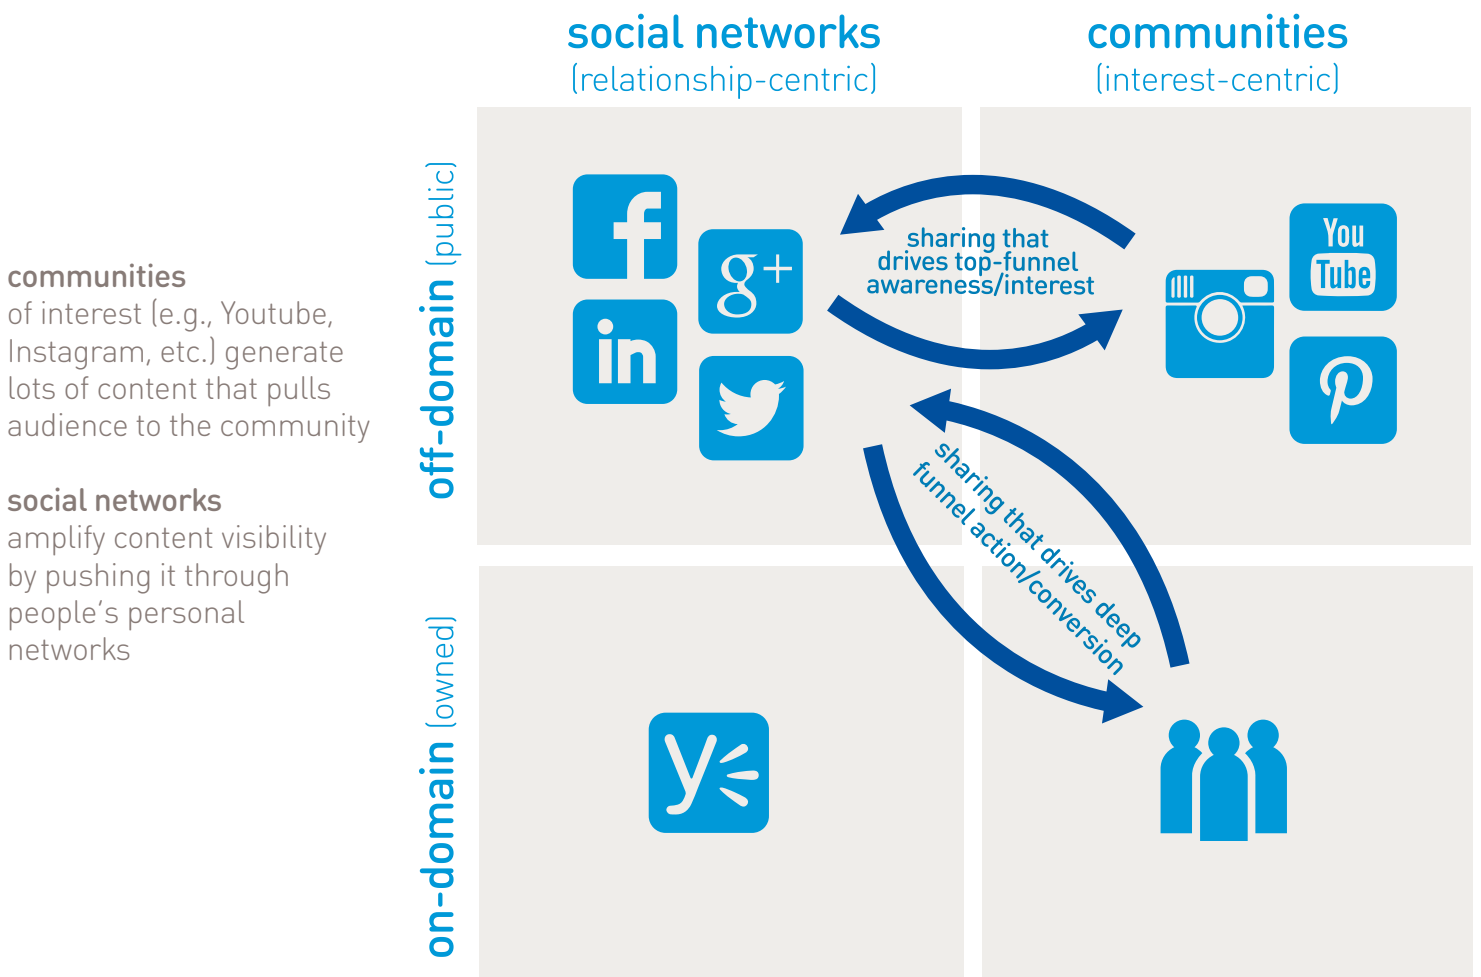 social networks
(relationship-centric)
communities
(interest-centric)
off-domain (public)
on-domain (owned)
communities
of interest (e.g., Youtube,
Instagram, etc.) generate
lots of content that pulls
audience to the community
social networks
amplify content visibility
by pushing it through
people's personal
networks
f
g+
in
sharing that
drives top-funnel
awareness/interest
You
Tube
sharing that drives deep
funnel action/conversion
y